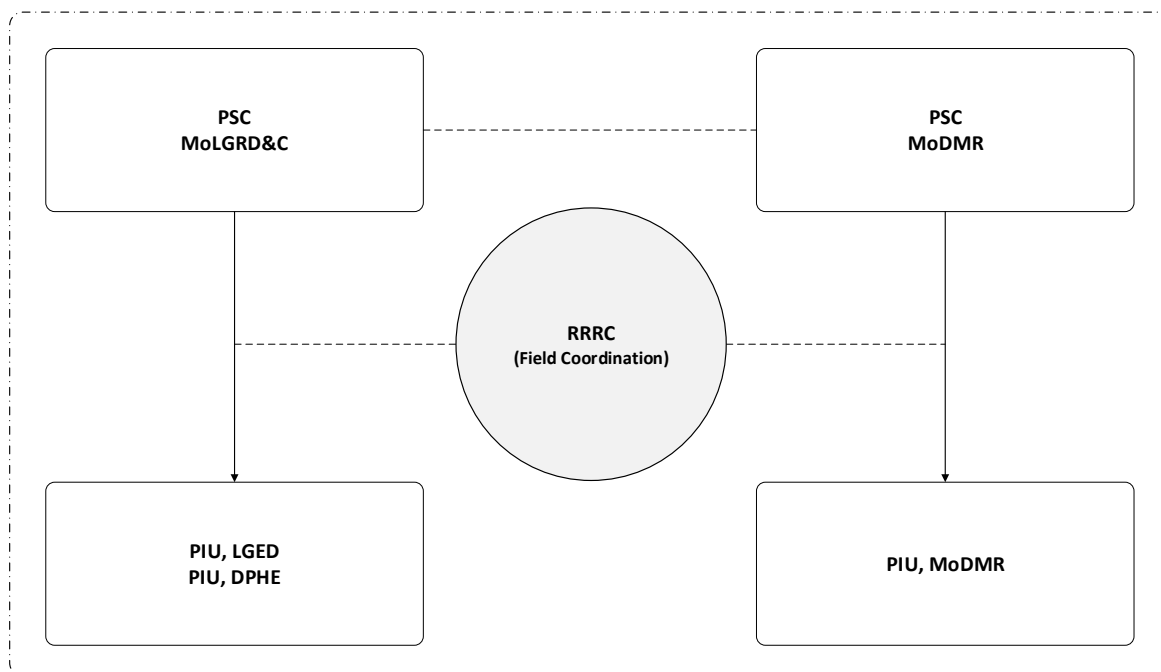 PSC
MoLGRD&C
PSC
MoDMR
RRRC
(Field Coordination)
PIU, LGED
PIU, DPHE
PIU, MoDMR